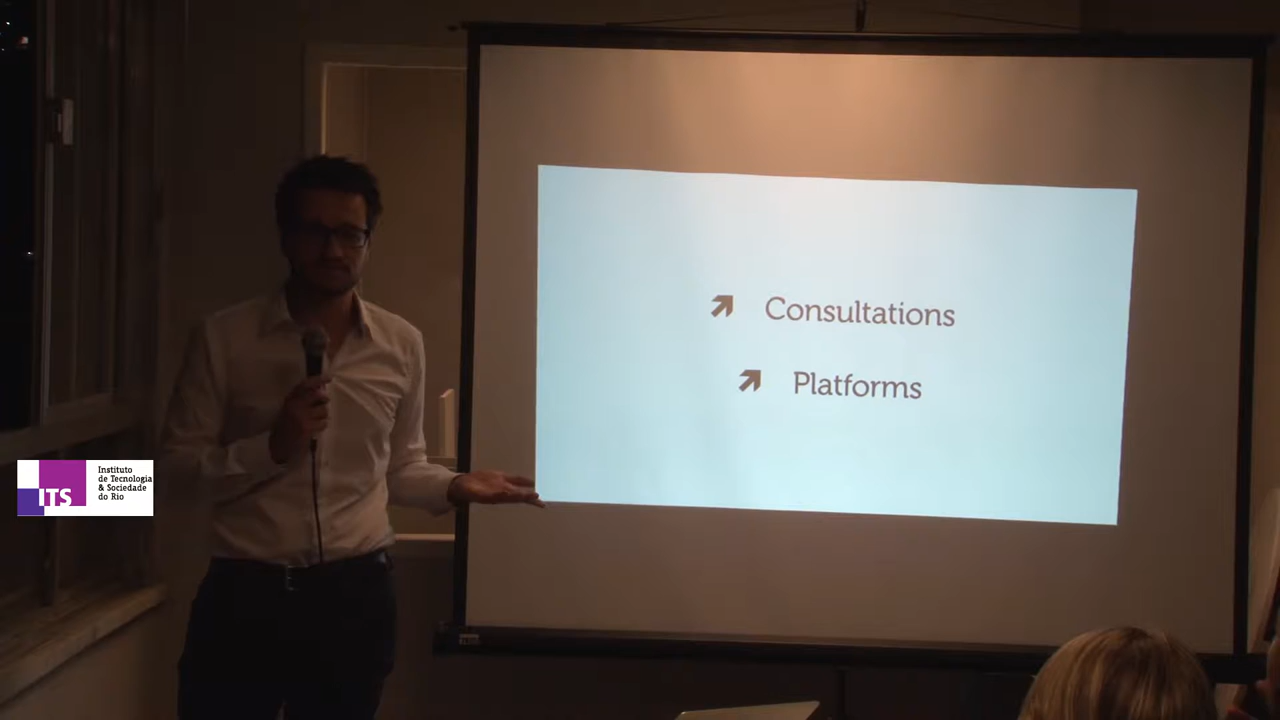 Consultations
Platforms
ITS
Instituto
de Tecnologia
& Sociedade
do Rio